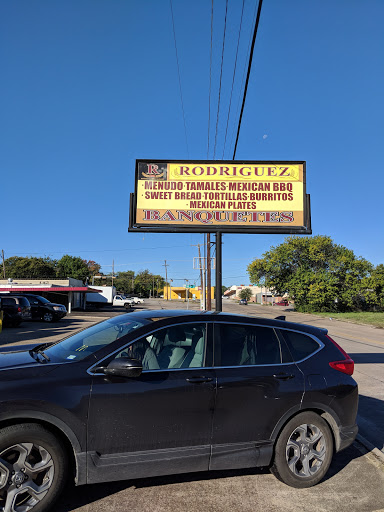 R
RODRIGUEZ
MENUDO·TAMALES·MEXICAN BBQ
·SWEET BREAD·TORTILLAS·BURRITOS
·MEXICAN PLATES
BANQUETES